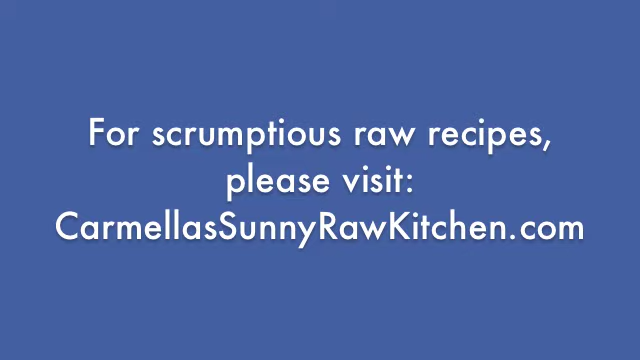 For scrumptious raw recipes,
please visit:
CarmellasSunnyRawKitchen.com